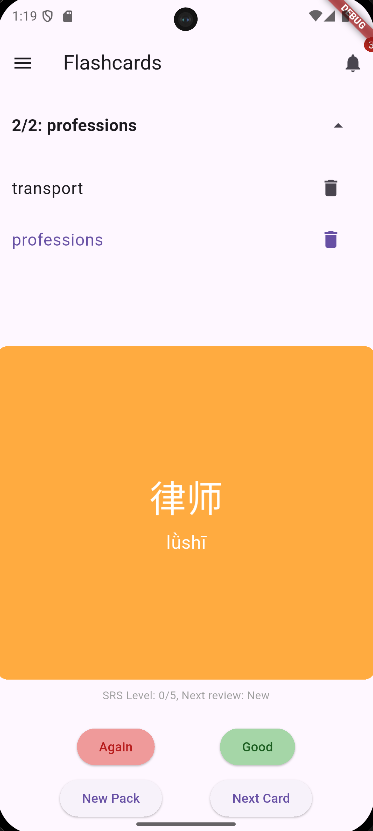 1:19
DEBUG
Flashcards
2/2: professions
transport
professions
律师
lǜshī
SRS Level: 0/5, Next review: New
Again
Good
New Pack
Next Card